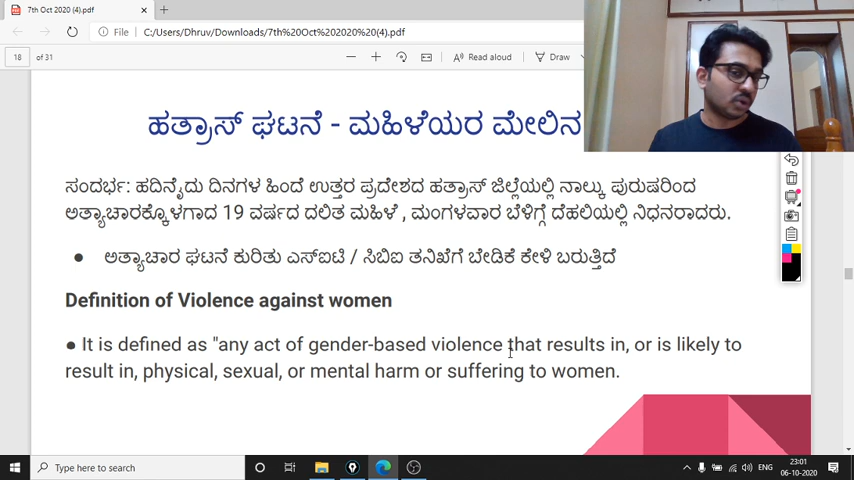 7th Oct 2020 (4).pdf
File
C:/Users/Dhruv/Downloads/7th%20Oct%202020%20(4).pdf
18 of 31
Read aloud
Draw
ಹತ್ರಾಸ್ ಘಟನೆ - ಮಹಿಳೆಯರ ಮೇಲಿನ
ಸಂದರ್ಭ: ಹದಿನೈದು ದಿನಗಳ ಹಿಂದೆ ಉತ್ತರ ಪ್ರದೇಶದ ಹತ್ರಾಸ್ ಜಿಲ್ಲೆಯಲ್ಲಿ ನಾಲ್ಕು ಪುರುಷರಿಂದ
ಅತ್ಯಾಚಾರಕ್ಕೊಳಗಾದ 19 ವರ್ಷದ ದಲಿತ ಮಹಿಳೆ , ಮಂಗಳವಾರ ಬೆಳಿಗ್ಗೆ ದೆಹಲಿಯಲ್ಲಿ ನಿಧನರಾದರು.
● ಅತ್ಯಾಚಾರ ಘಟನೆ ಕುರಿತು ಎಸ್ಐಟಿ / ಸಿಬಿಐ ತನಿಖೆಗೆ ಬೇಡಿಕೆ ಕೇಳಿ ಬರುತ್ತಿದೆ
Definition of Violence against women
● It is defined as "any act of gender-based violence that results in, or is likely to
result in, physical, sexual, or mental harm or suffering to women.
Type here to search
ENG
23:01
06-10-2020